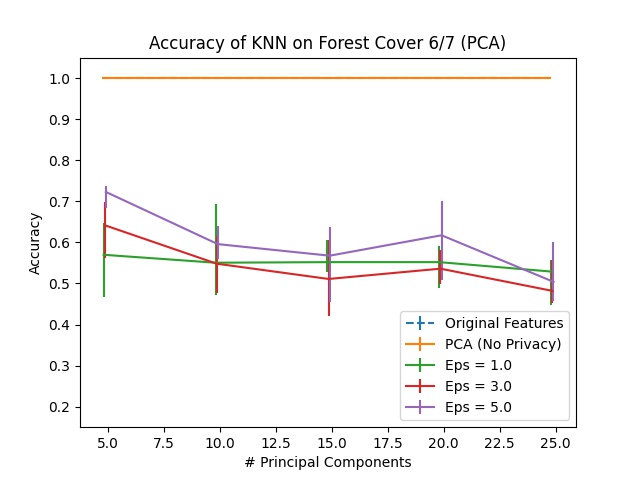 Accuracy of KNN on Forest Cover 6/7 (PCA)
1.0
0.9
0.8
0.7
0.6
0.5
0.4
0.3
0.2
Accuracy
Original Features
PCA (No Privacy)
Eps = 1.0
Eps = 3.0
Eps = 5.0
5.0 7.5 10.0 12.5 15.0 17.5 20.0 22.5 25.0
# Principal Components